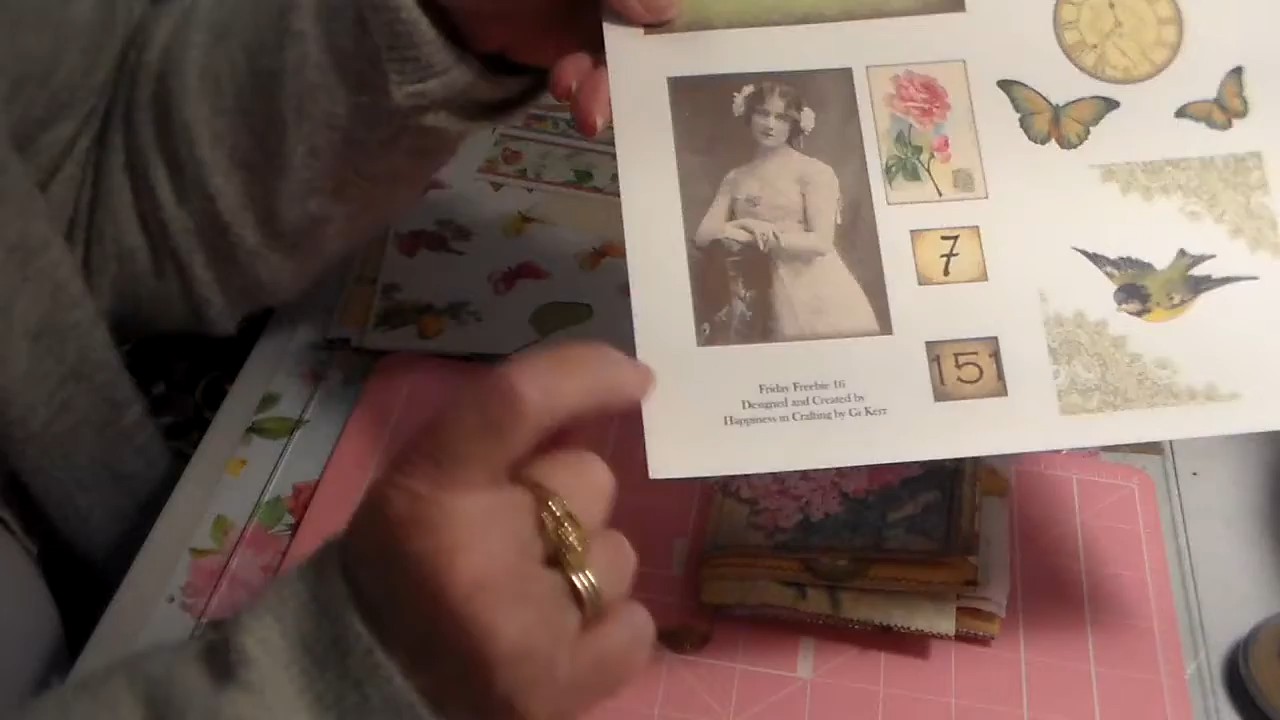 7
151
Friday Freebie 16
Designed and Created by
Happiness in Crafting by Gi Kerr